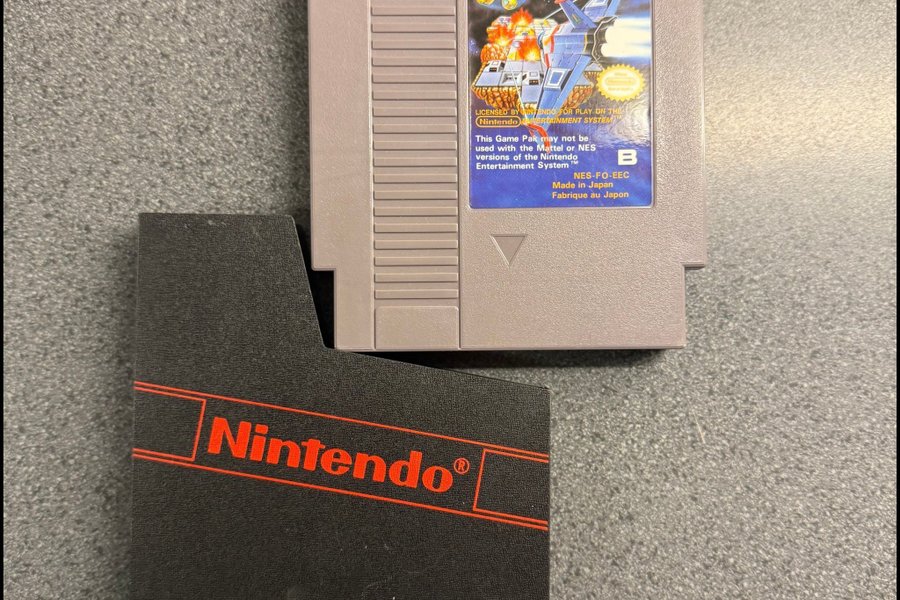 LICENSED BY NINTENDO FOR PLAY ON THE
Nintendo ENTERTAINMENT SYSTEM™
This Game Pak may not be
used with the Mattel or NES
versions of the Nintendo
Entertainment System™
B
NES-FO-EEC
Made in Japan
Fabriqué au Japon
Nintendo®